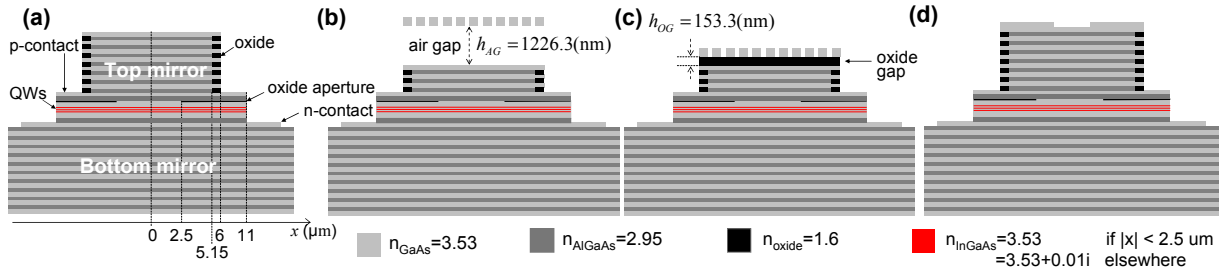 (a)
p-contact
oxide
Top mirror
QWs
oxide aperture
n-contact
Bottom mirror
0 2.5 6 11 x (µm)
5.15
(b)
air gap
h_AG = 1226.3(nm)
(c)
h_OG = 153.3(nm)
oxide gap
(d)
n_GaAs=3.53
n_AlGaAs=2.95
n_oxide=1.6
n_InGaAs=3.53 if |x| < 2.5 um
=3.53+0.01i elsewhere